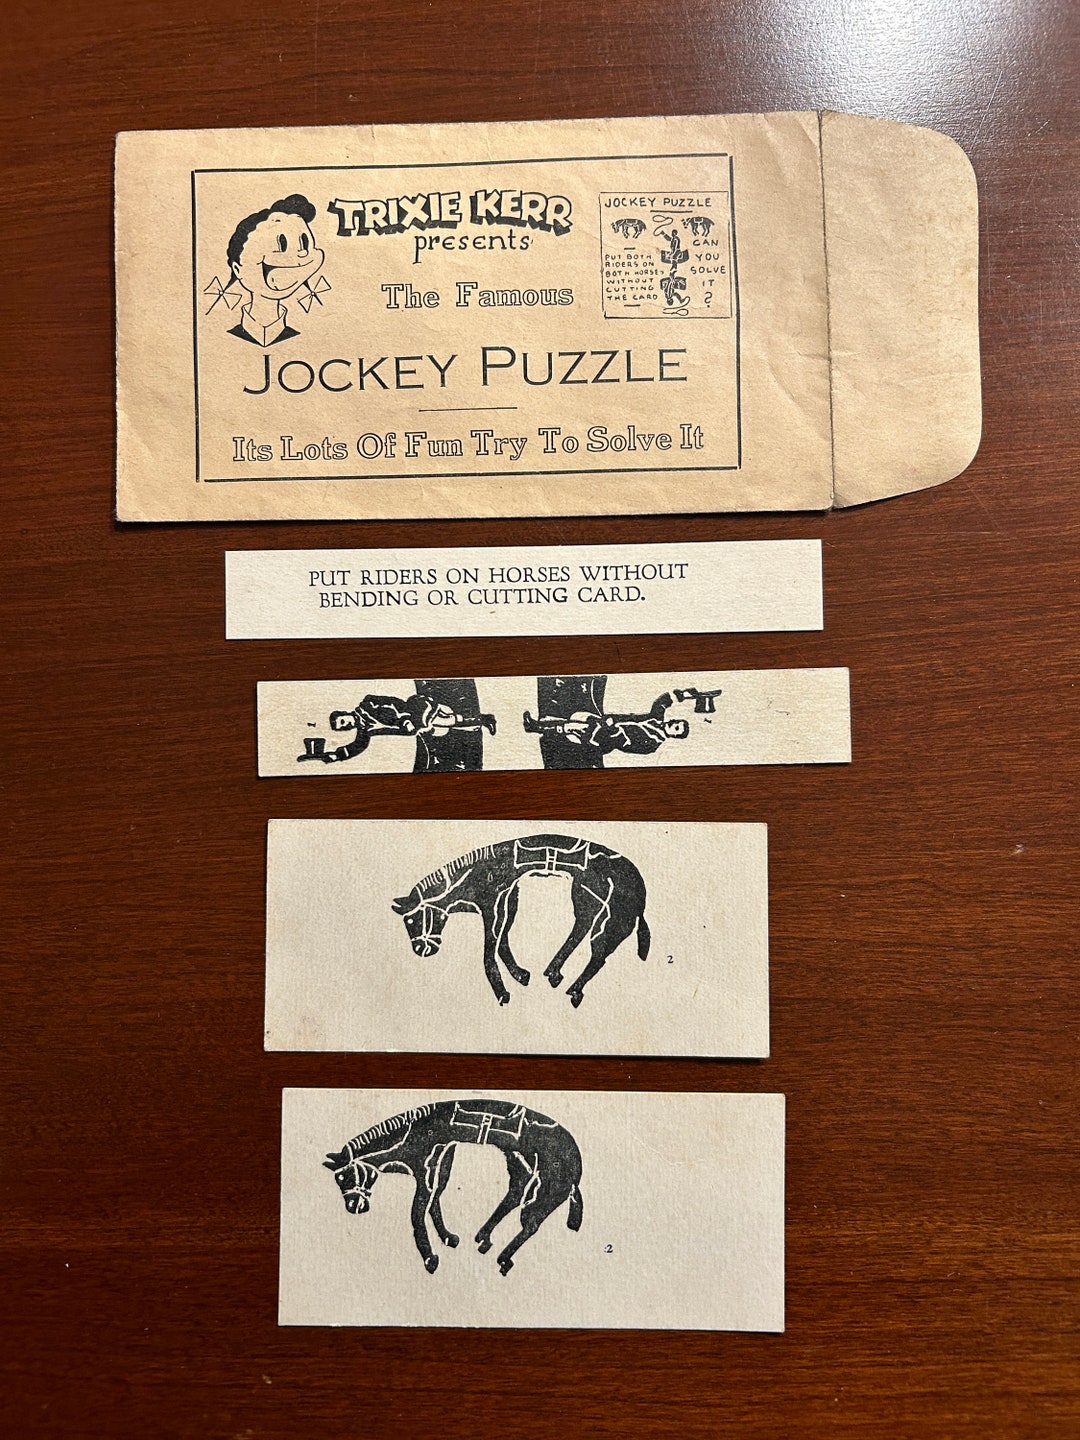 TRIXIE KERR
presents
The Famous
JOCKEY PUZZLE
Its Lots Of Fun Try To Solve It
JOCKEY PUZZLE
PUT BOTH
RIDERS ON
BOTH HORSES
WITHOUT
CUTTING
THE CARD
CAN
YOU
SOLVE
IT
?
PUT RIDERS ON HORSES WITHOUT
BENDING OR CUTTING CARD.
1
1
2
2